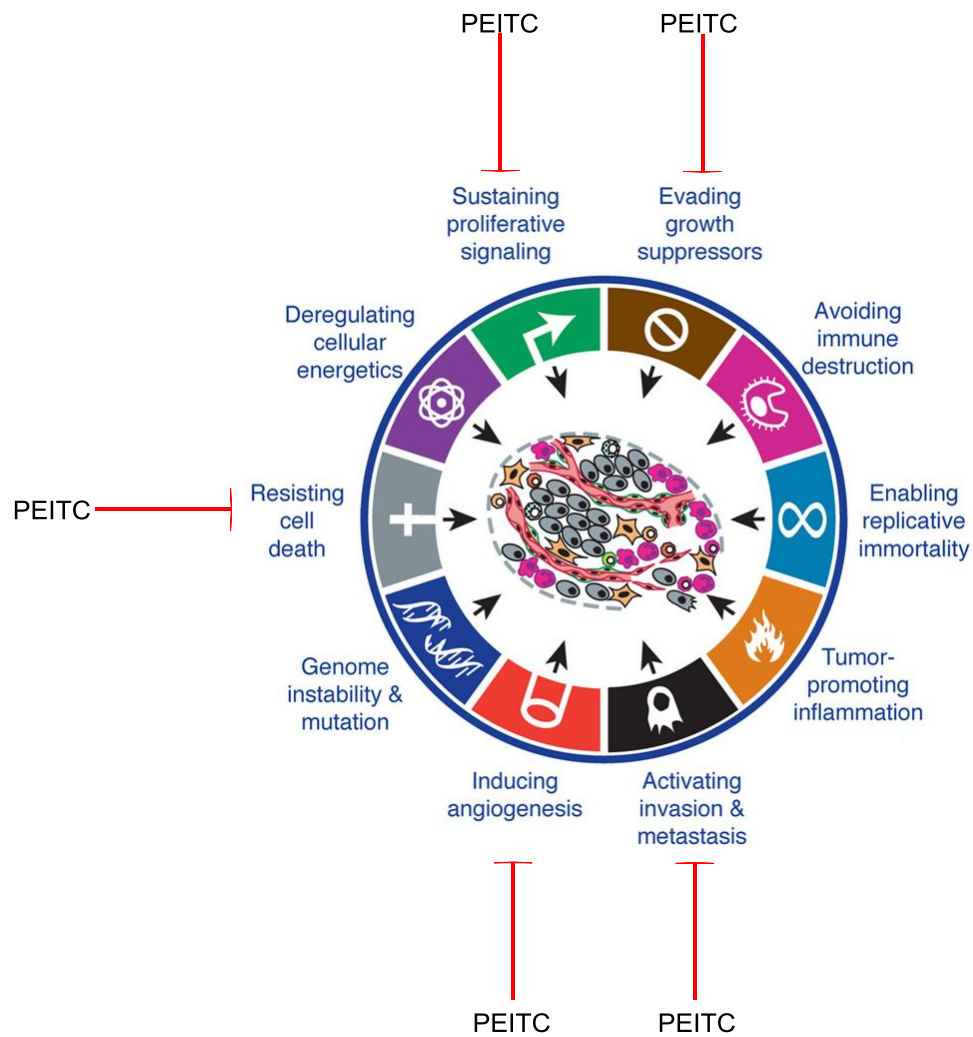 PEITC
PEITC
Sustaining
proliferative
signaling
Evading
growth
suppressors
Deregulating
cellular
energetics
Avoiding
immune
destruction
PEITC
Resisting
cell
death
Enabling
replicative
immortality
Genome
instability &
mutation
Tumor-
promoting
inflammation
Inducing
angiogenesis
Activating
invasion &
metastasis
PEITC
PEITC